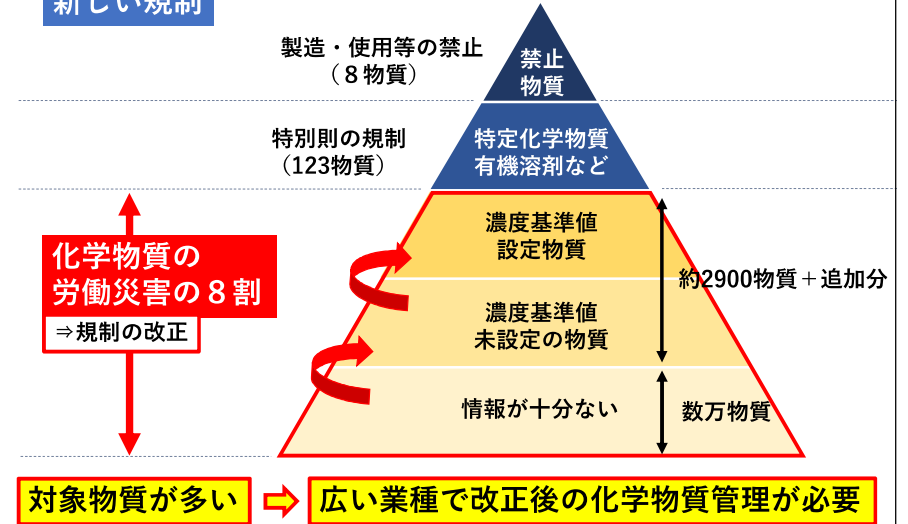 新しい規制
製造・使用等の禁止
（８物質）
禁止
物質
特別則の規制
（123物質）
特定化学物質
有機溶剤など
濃度基準値
設定物質
化学物質の
労働災害の８割
⇒規制の改正
約2900物質＋追加分
濃度基準値
未設定の物質
情報が十分ない
数万物質
対象物質が多い
広い業種で改正後の化学物質管理が必要